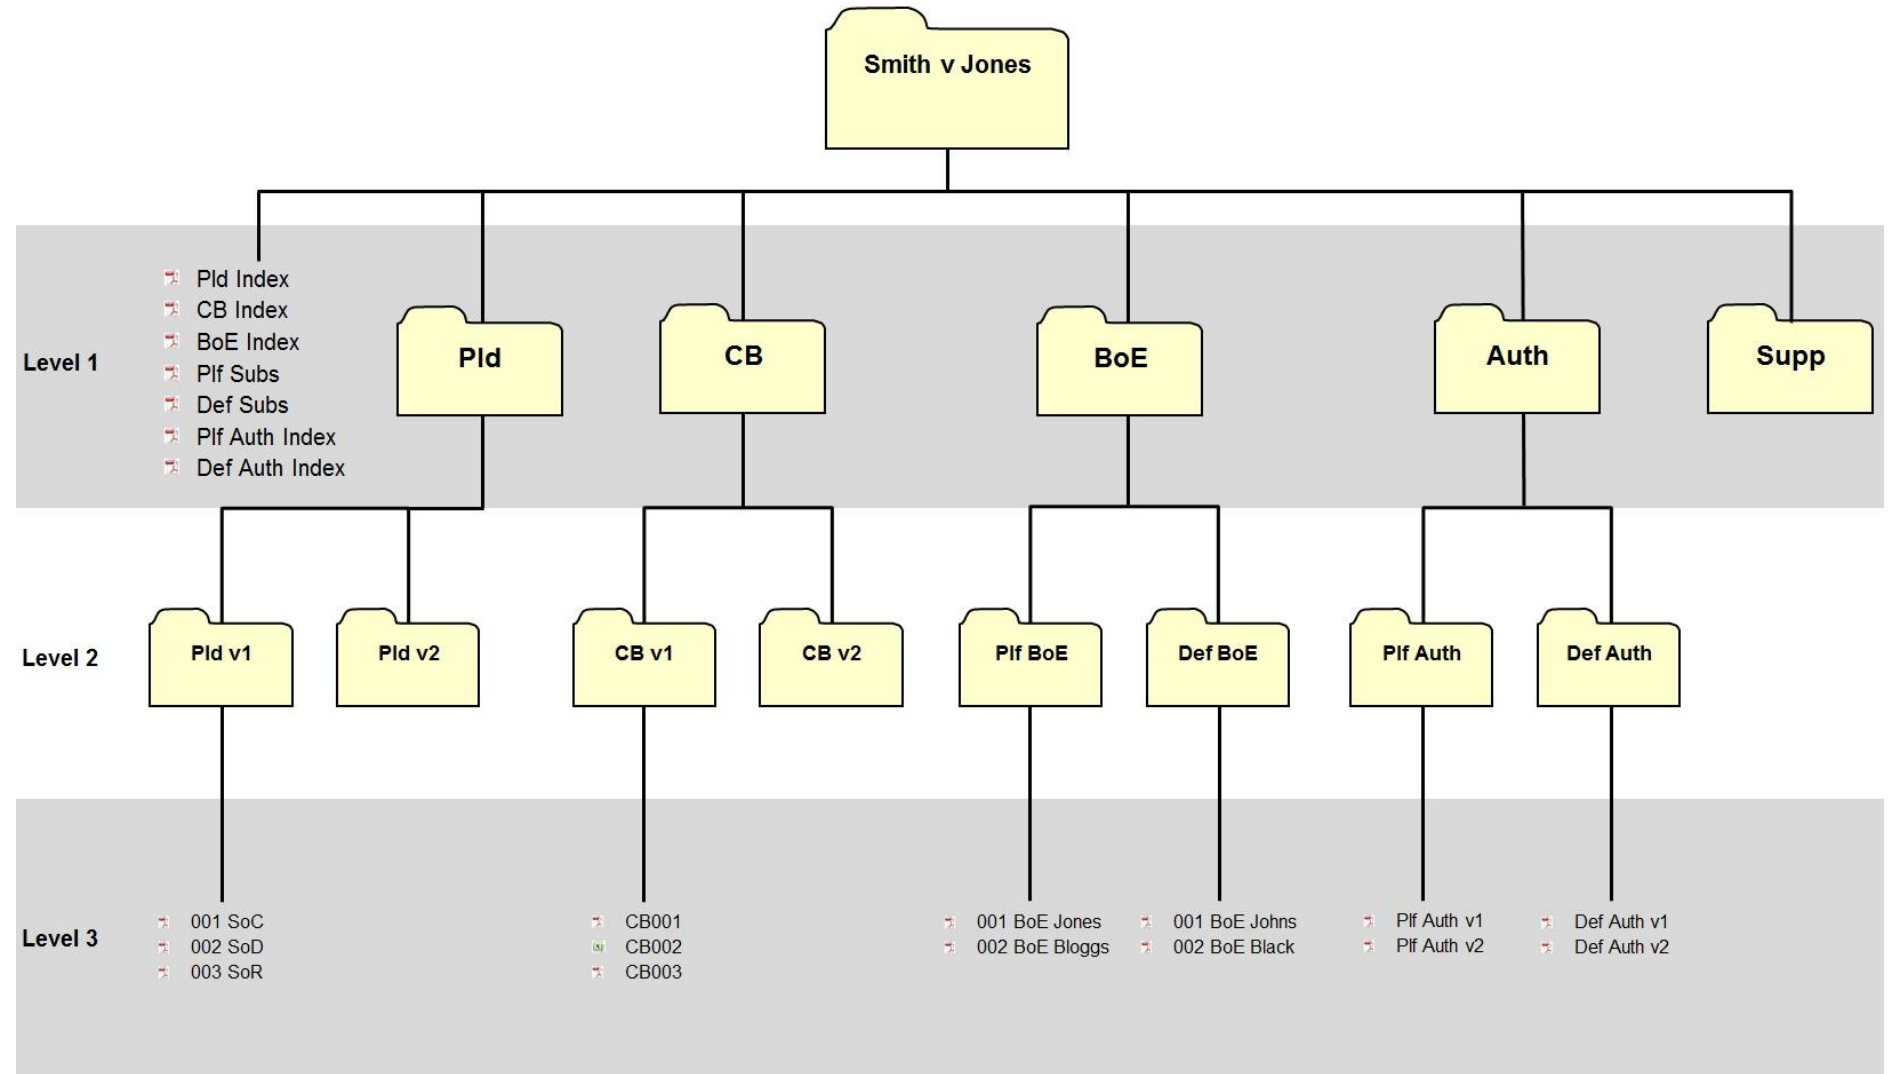 Smith v Jones
Level 1
Pld Index
CB Index
BoE Index
Plf Subs
Def Subs
Plf Auth Index
Def Auth Index
Pld
CB
BoE
Auth
Supp
Level 2
Pld v1
Pld v2
CB v1
CB v2
Plf BoE
Def BoE
Plf Auth
Def Auth
Level 3
001 SoC
002 SoD
003 SoR
CB001
CB002
CB003
001 BoE Jones
002 BoE Bloggs
001 BoE Johns
002 BoE Black
Plf Auth v1
Plf Auth v2
Def Auth v1
Def Auth v2